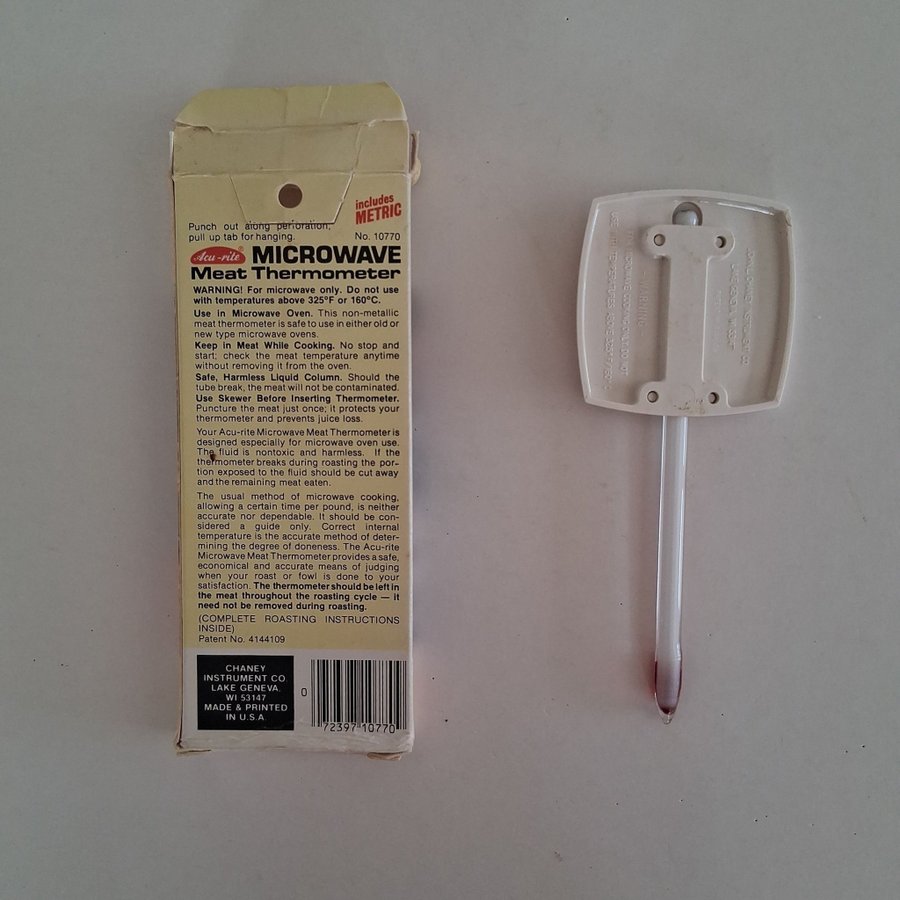 includes
METRIC
Punch out along perforation,
pull up tab for hanging.
No. 10770
Acu-rite® MICROWAVE
Meat Thermometer
WARNING! For microwave only. Do not use
with temperatures above 325°F or 160°C.
Use in Microwave Oven. This non-metallic
meat thermometer is safe to use in either old or
new type microwave ovens.
Keep in Meat While Cooking. No stop and
start; check the meat temperature anytime
without removing it from the oven.
Safe, Harmless Liquid Column. Should the
tube break, the meat will not be contaminated.
Use Skewer Before Inserting Thermometer.
Puncture the meat just once; it protects your
thermometer and prevents juice loss.
Your Acu-rite Microwave Meat Thermometer is
designed especially for microwave oven use.
The fluid is nontoxic and harmless. If the
thermometer breaks during roasting the por-
tion exposed to the fluid should be cut away
and the remaining meat eaten.
The usual method of microwave cooking,
allowing a certain time per pound, is neither
accurate nor dependable. It should be con-
sidered a guide only. Correct internal
temperature is the accurate method of deter-
mining the degree of doneness. The Acu-rite
Microwave Meat Thermometer provides a safe,
economical and accurate means of judging
when your roast or fowl is done to your
satisfaction. The thermometer should be left in
the meat throughout the roasting cycle — it
need not be removed during roasting.
(COMPLETE ROASTING INSTRUCTIONS
INSIDE)
Patent No. 4144109
CHANEY
INSTRUMENT CO.
LAKE GENEVA,
WI 53147
MADE & PRINTED
IN U.S.A.
0 72397 10770